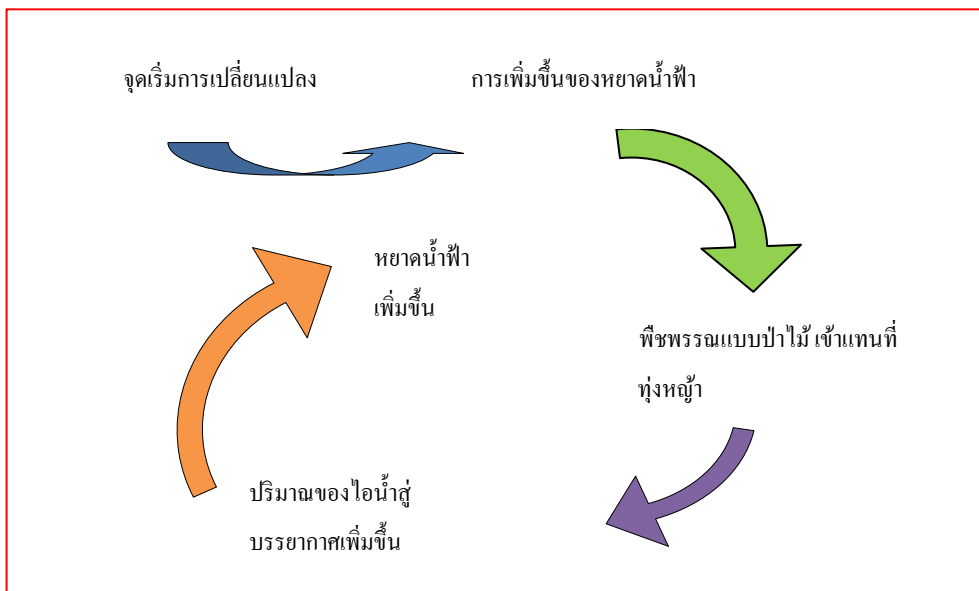 จุดเริ่มการเปลี่ยนแปลง
การเพิ่มขึ้นของหยาดน้ำฟ้า
หยาดน้ำฟ้า
เพิ่มขึ้น
พืชพรรณแบบป่าไม้ เข้าแทนที่
ทุ่งหญ้า
ปริมาณของไอน้ำสู่
บรรยากาศเพิ่มขึ้น